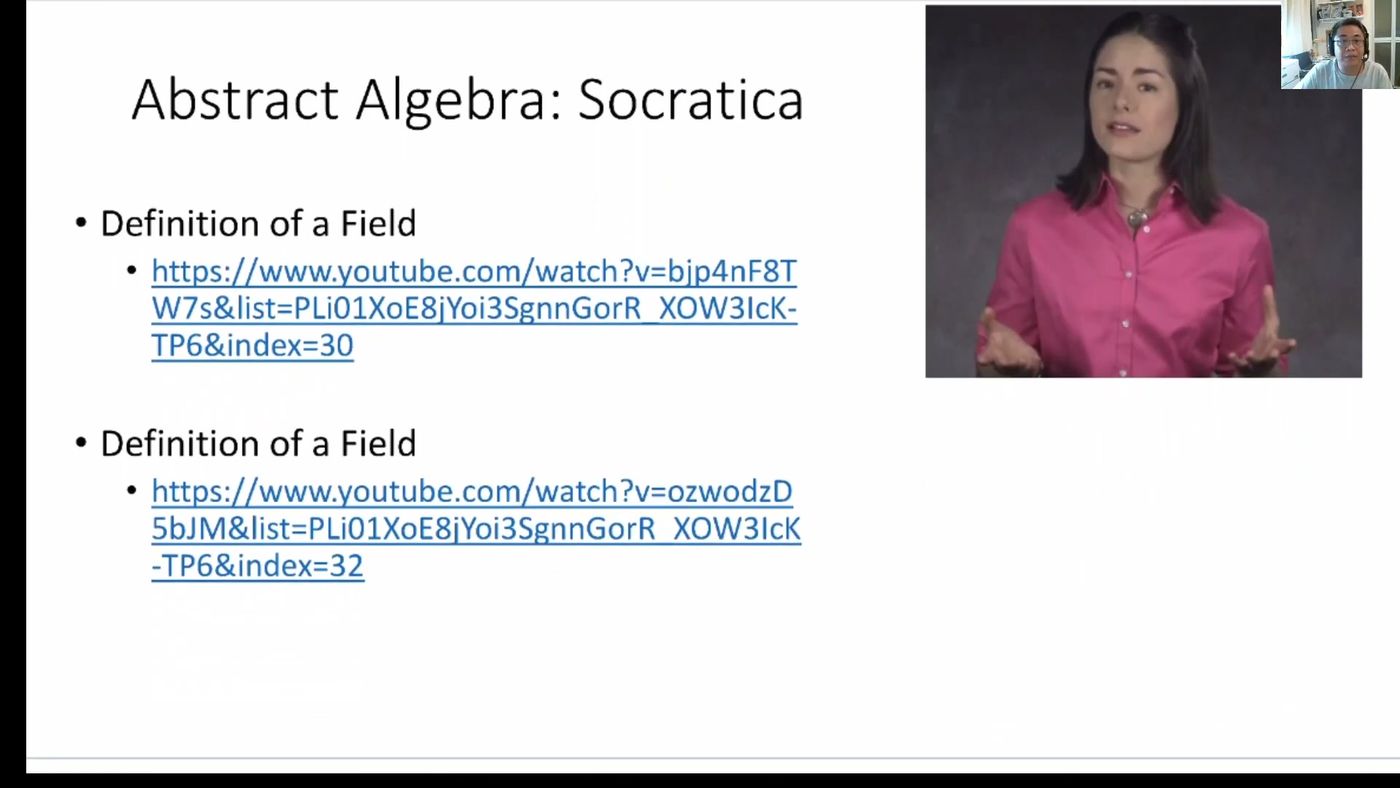 Abstract Algebra: Socratica
• Definition of a Field
• https://www.youtube.com/watch?v=bjp4nF8T
W7s&list=PLi01XoE8jYoi3SgnnGorR_XOW3IcK-
TP6&index=30
• Definition of a Field
• https://www.youtube.com/watch?v=ozwodzD
5bJM&list=PLi01XoE8jYoi3SgnnGorR_XOW3IcK
-TP6&index=32